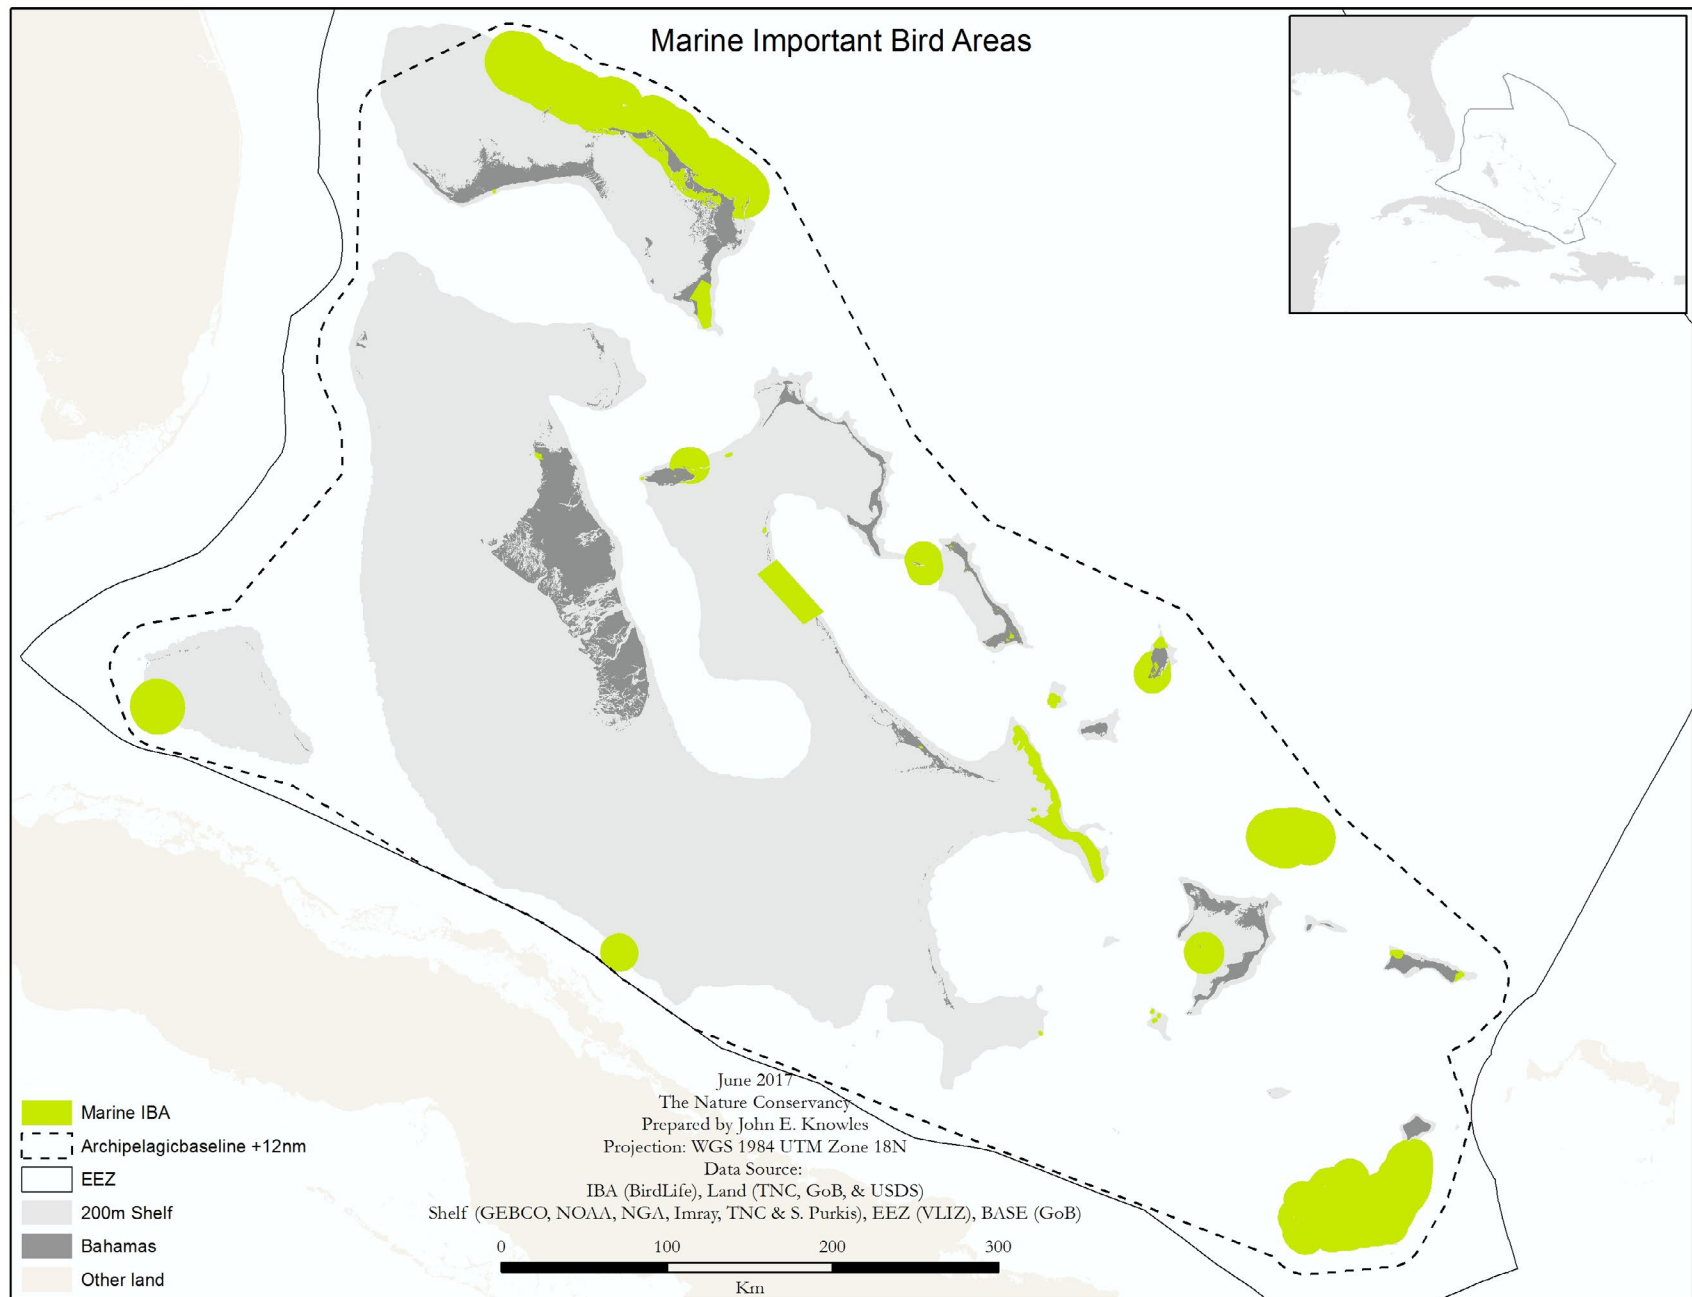 Marine Important Bird Areas
Marine IBA
Archipelagicbaseline +12nm
EEZ
200m Shelf
Bahamas
Other land
June 2017
The Nature Conservancy
Prepared by John E. Knowles
Projection: WGS 1984 UTM Zone 18N
Data Source:
IBA (BirdLife), Land (TNC, GoB, & USDS)
Shelf (GEBCO, NOAA, NGA, Imray, TNC & S. Purkis), EEZ (VLIZ), BASE (GoB)
0 100 200 300
Km